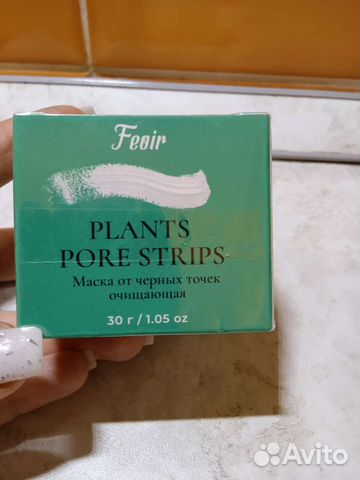 Feoir
PLANTS
PORE STRIPS
Маска от черных точек
очищающая
30 г / 1.05 oz
Avito